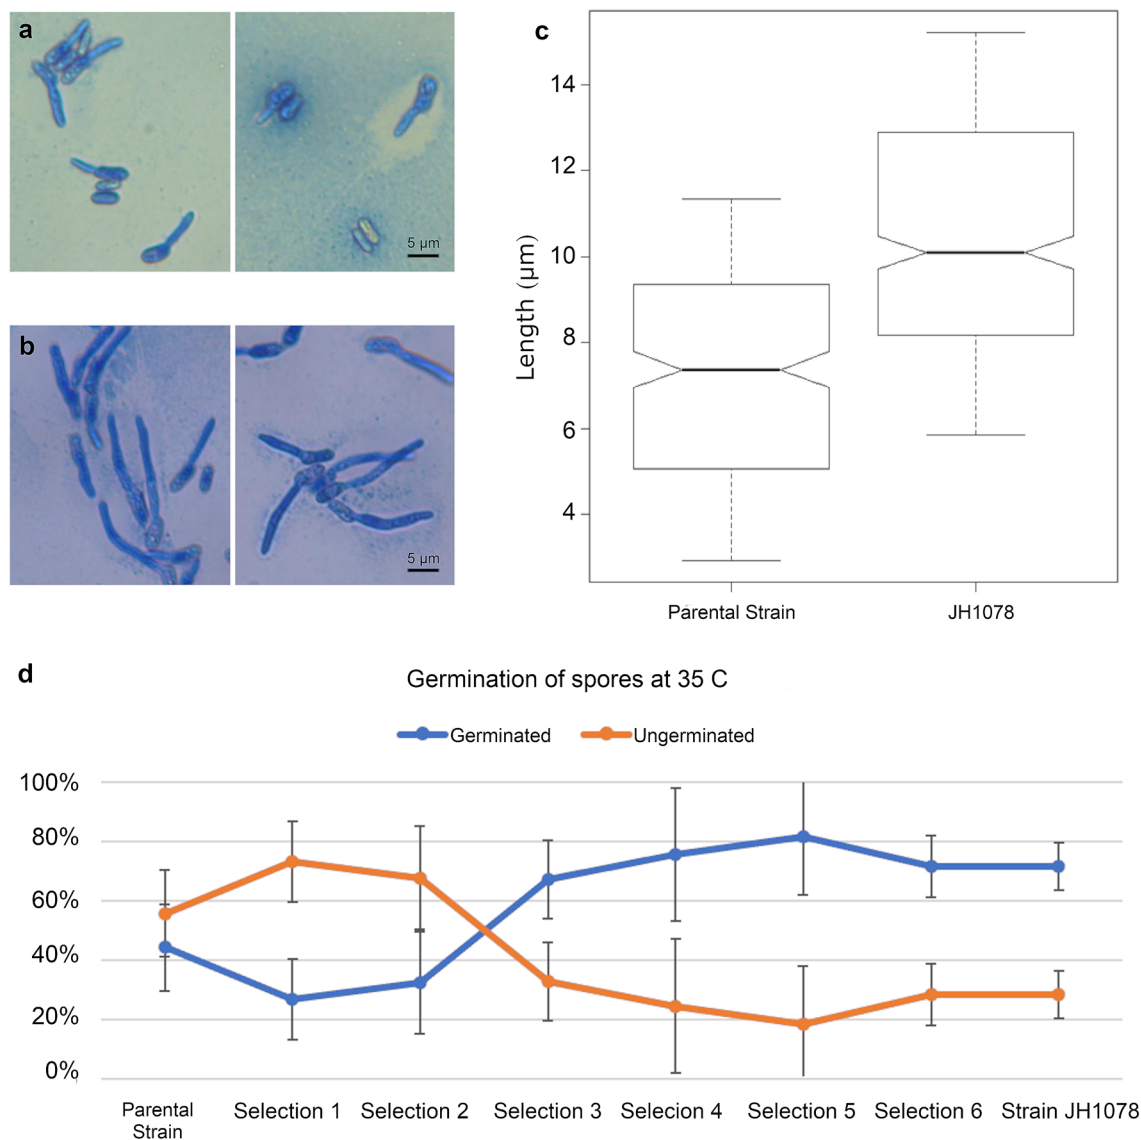 a
5 µm
b
5 µm
c
14
12
10
8
6
4
Length (µm)
Parental Strain
JH1078
d
Germination of spores at 35 C
Germinated
Ungerminated
100%
80%
60%
40%
20%
0%
Parental
Strain
Selection 1
Selection 2
Selection 3
Selecion 4
Selection 5
Selection 6
Strain JH1078